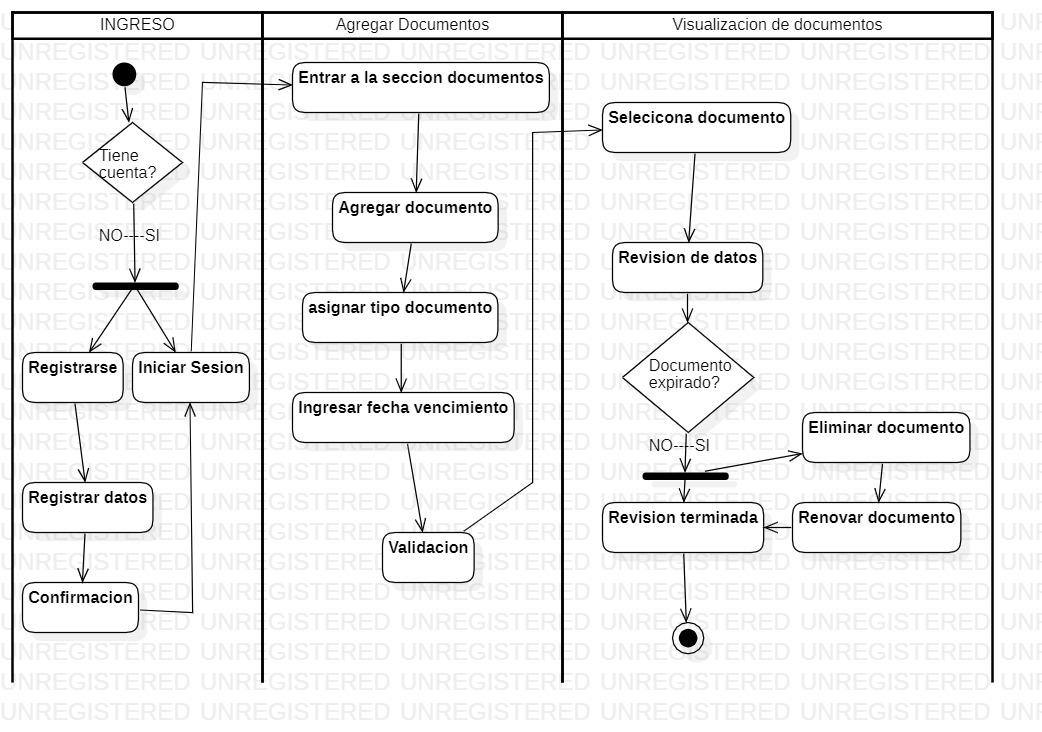 INGRESO
Agregar Documentos
Visualizacion de documentos
Tiene
cuenta?
NO----SI
Registrarse
Iniciar Sesion
Registrar datos
Confirmacion
Entrar a la seccion documentos
Agregar documento
asignar tipo documento
Ingresar fecha vencimiento
Validacion
Selecicona documento
Revision de datos
Documento
expirado?
NO----SI
Eliminar documento
Revision terminada
Renovar documento
UNREGISTERED